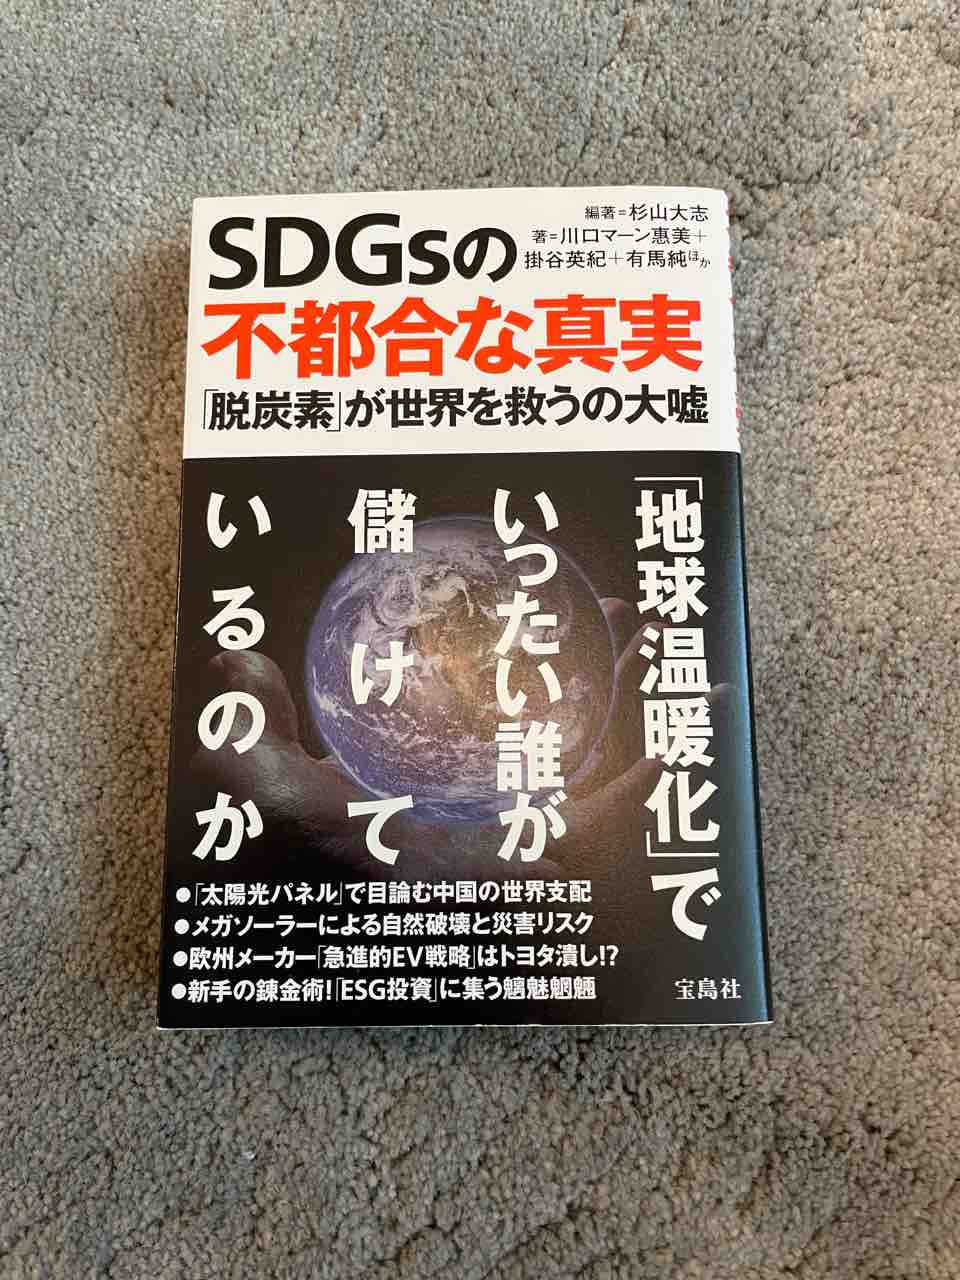 SDGsの
編著=杉山大志
著=川口マーン惠美+
掛谷英紀+有馬純ほか
不都合な真実
「脱炭素」が世界を救うの大嘘
「地球温暖化」で
いったい誰が
儲けて
いるのか
●「太陽光パネル」で目論む中国の世界支配
●メガソーラーによる自然破壊と災害リスク
●欧州メーカー「急進的EV戦略」はトヨタ潰し!?
●新手の錬金術!「ESG投資」に集う魑魅魍魎
宝島社